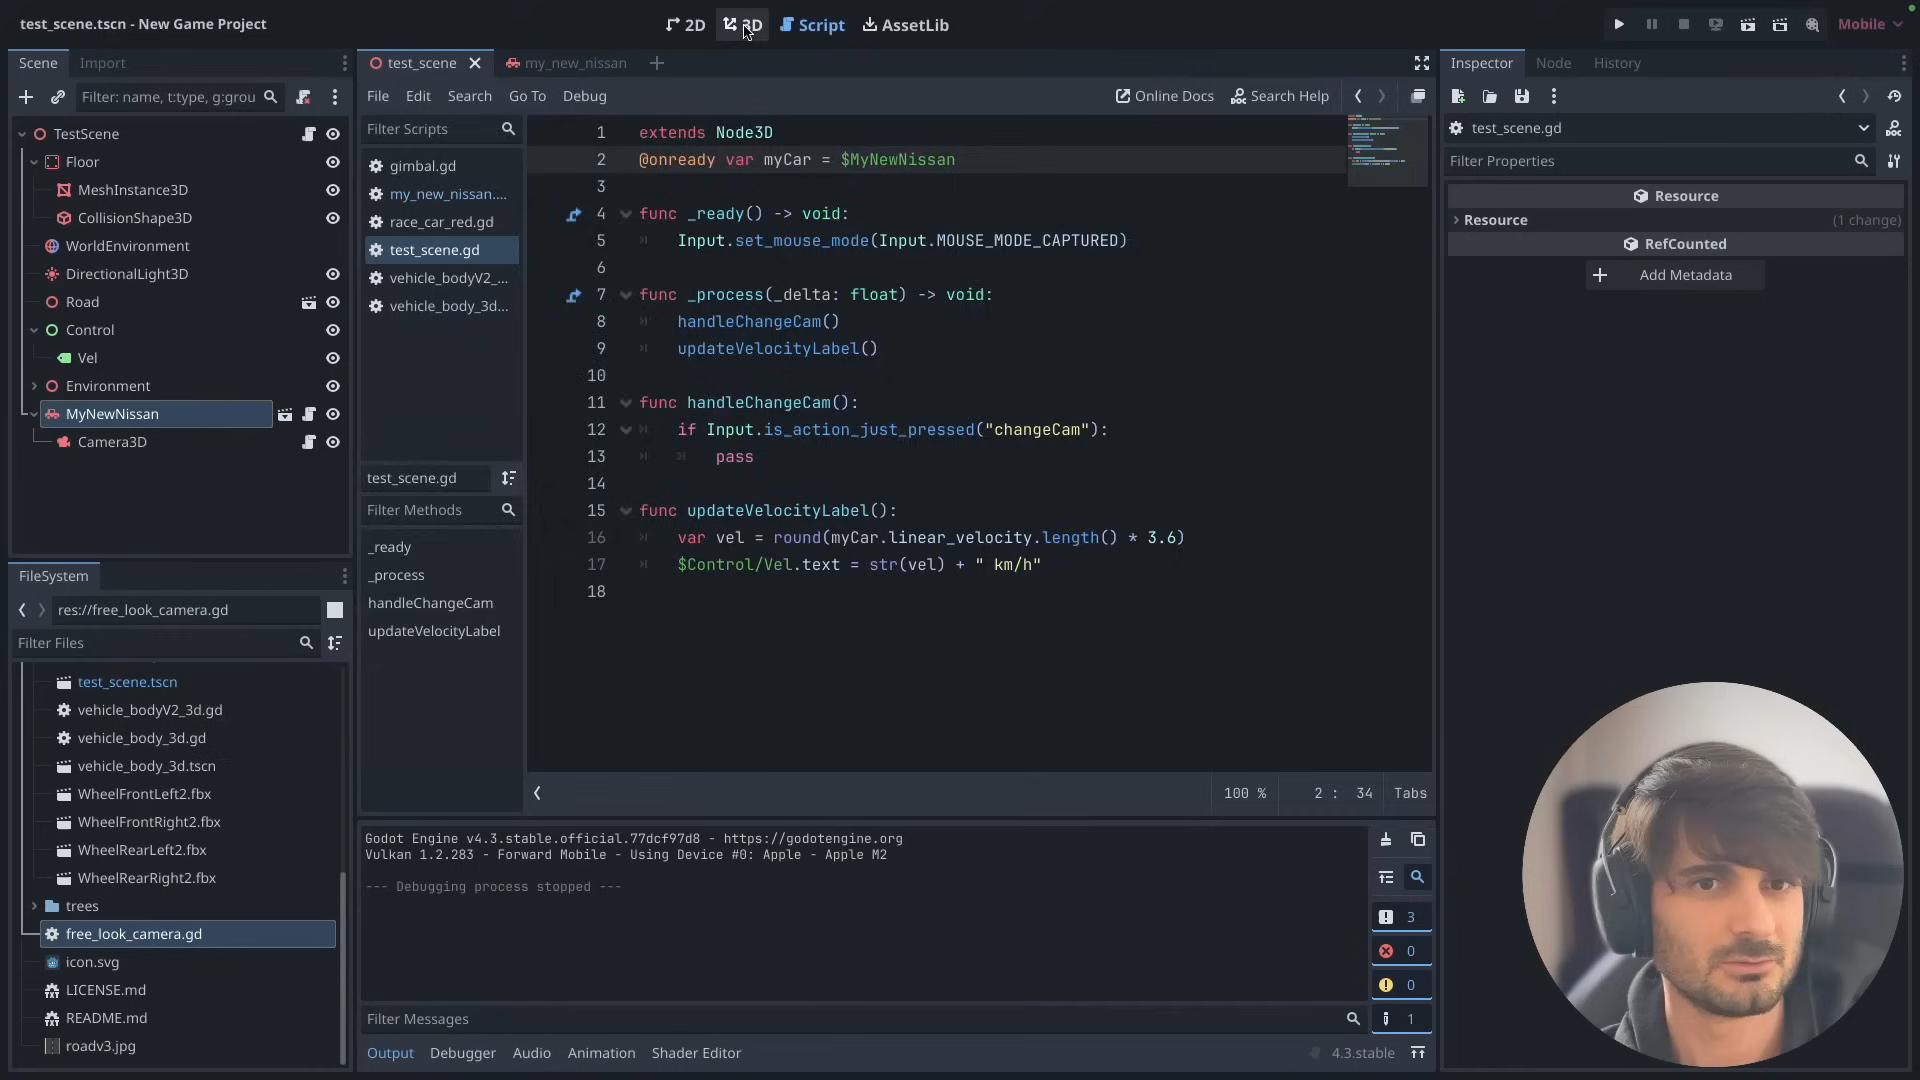 test_scene.tscn - New Game Project
2D
3D
Script
AssetLib
Mobile
Scene
Import
Filter: name, t:type, g:grou
TestScene
Floor
MeshInstance3D
CollisionShape3D
WorldEnvironment
DirectionalLight3D
Road
Control
Vel
Environment
MyNewNissan
Camera3D
FileSystem
res://free_look_camera.gd
Filter Files
test_scene.tscn
vehicle_bodyV2_3d.gd
vehicle_body_3d.gd
vehicle_body_3d.tscn
WheelFrontLeft2.fbx
WheelFrontRight2.fbx
WheelRearLeft2.fbx
WheelRearRight2.fbx
trees
free_look_camera.gd
icon.svg
LICENSE.md
README.md
roadv3.jpg
test_scene
my_new_nissan
File
Edit
Search
Go To
Debug
Online Docs
Search Help
Filter Scripts
gimbal.gd
my_new_nissan....
race_car_red.gd
test_scene.gd
vehicle_bodyV2_...
vehicle_body_3d...
test_scene.gd
Filter Methods
_ready
_process
handleChangeCam
updateVelocityLabel
1 extends Node3D
2 @onready var myCar = $MyNewNissan
3
4 func _ready() -> void:
5 Input.set_mouse_mode(Input.MOUSE_MODE_CAPTURED)
6
7 func _process(_delta: float) -> void:
8 handleChangeCam()
9 updateVelocityLabel()
10
11 func handleChangeCam():
12 if Input.is_action_just_pressed("changeCam"):
13 pass
14
15 func updateVelocityLabel():
16 var vel = round(myCar.linear_velocity.length() * 3.6)
17 $Control/Vel.text = str(vel) + " km/h"
18
100 %
2 : 34
Tabs
Godot Engine v4.3.stable.official.77dcf97d8 - https://godotengine.org
Vulkan 1.2.283 - Forward Mobile - Using Device #0: Apple - Apple M2
--- Debugging process stopped ---
3
0
0
1
Filter Messages
Output
Debugger
Audio
Animation
Shader Editor
4.3.stable
Inspector
Node
History
test_scene.gd
Filter Properties
Resource
Resource
(1 change)
RefCounted
Add Metadata